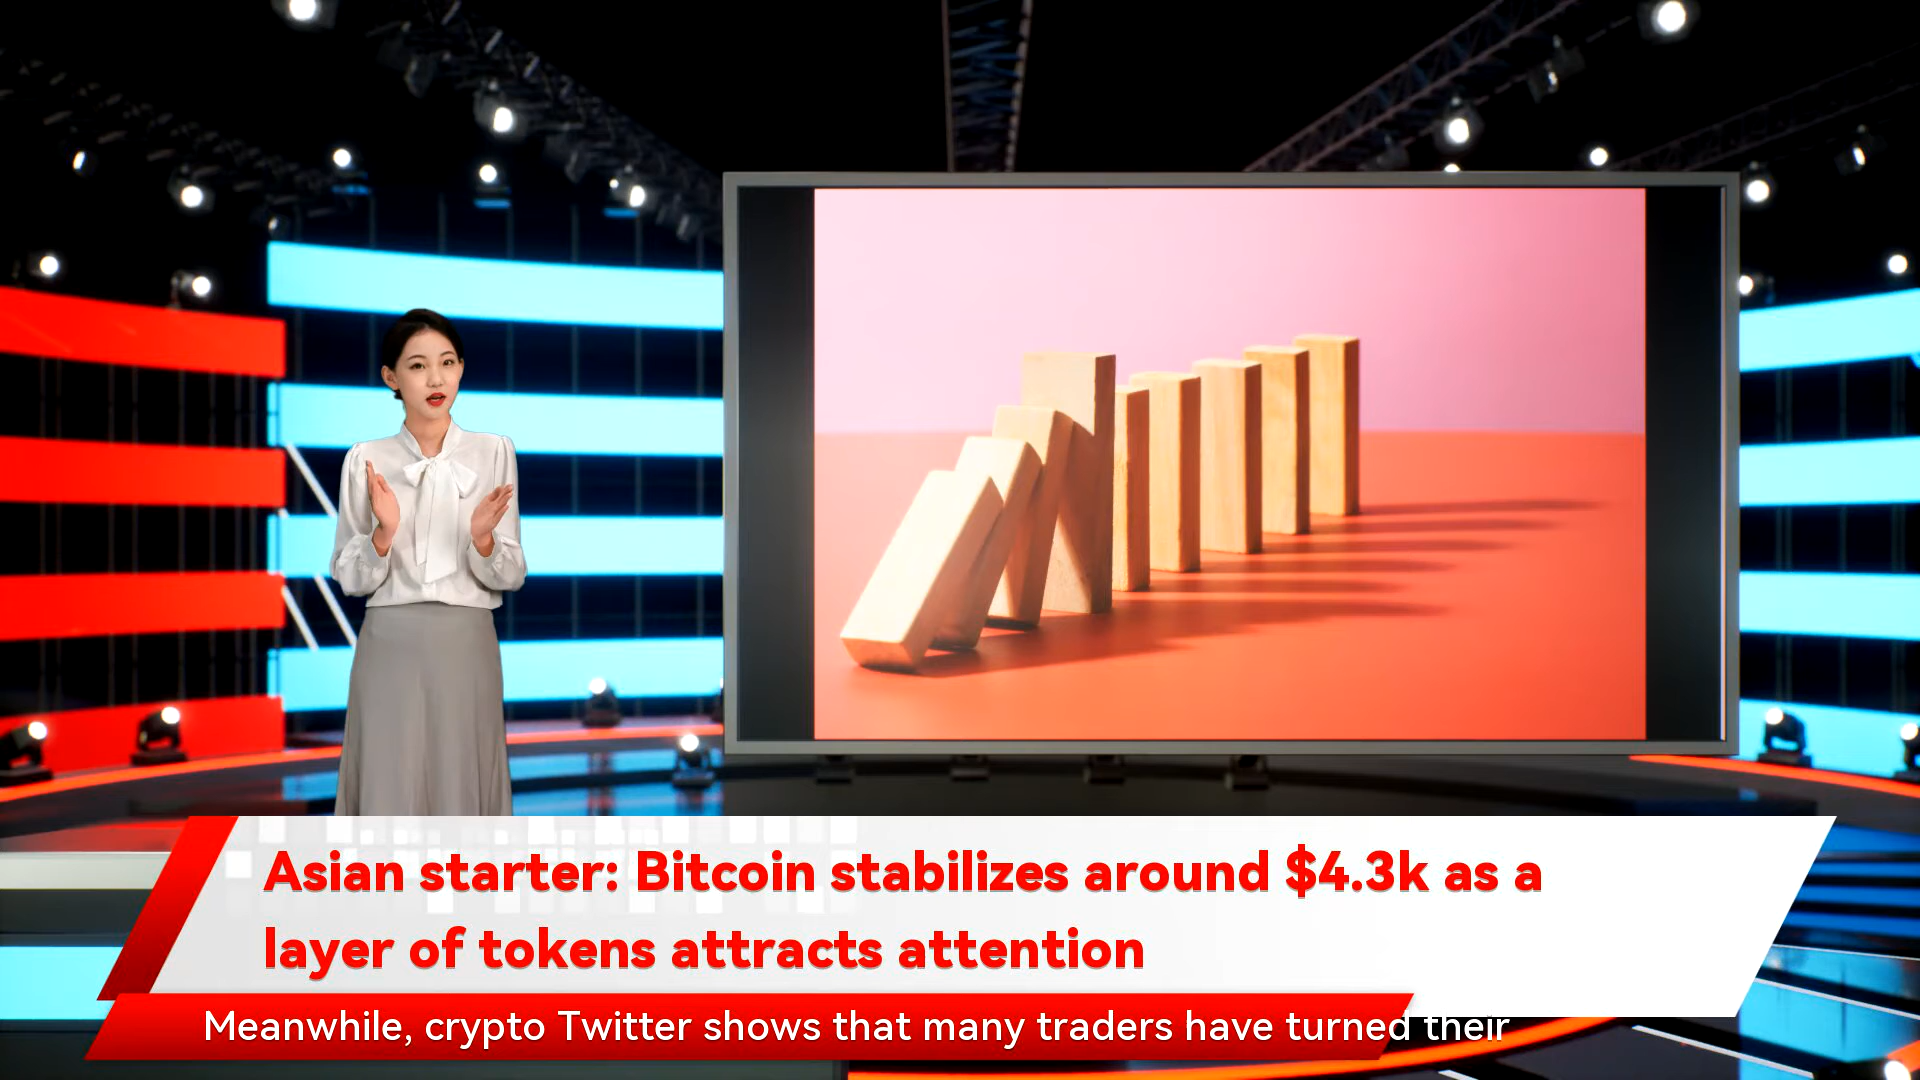 Asian starter: Bitcoin stabilizes around $4.3k as a
layer of tokens attracts attention
Meanwhile, crypto Twitter shows that many traders have turned their